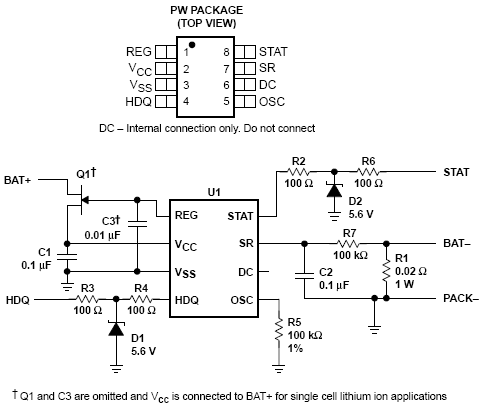 PW PACKAGE
(TOP VIEW)
REG 1 8 STAT
VCC 2 7 SR
VSS 3 6 DC
HDQ 4 5 OSC
DC – Internal connection only. Do not connect
BAT+
Q1†
C3†
0.01 µF
C1
0.1 µF
U1
REG
VCC
VSS
HDQ
STAT
SR
DC
OSC
R2
100 Ω
R6
100 Ω
STAT
D2
5.6 V
R7
100 kΩ
BAT–
C2
0.1 µF
R1
0.02 Ω
1 W
PACK–
HDQ
R3
100 Ω
R4
100 Ω
D1
5.6 V
R5
100 kΩ
1%
† Q1 and C3 are omitted and VCC is connected to BAT+ for single cell lithium ion applications